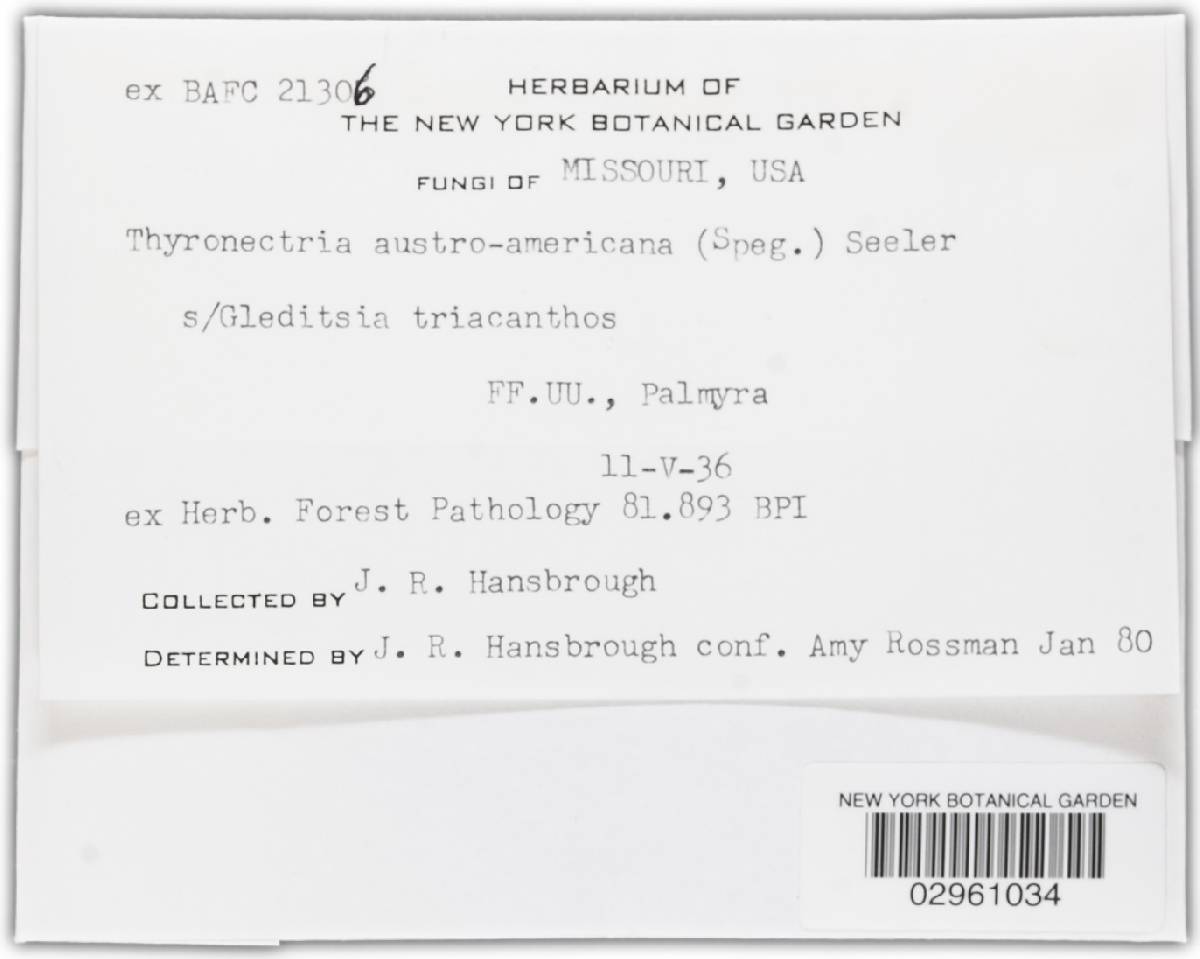 ex BAFC 21306
HERBARIUM OF
THE NEW YORK BOTANICAL GARDEN
FUNGI OF MISSOURI, USA
Thyronectria austro-americana (Speg.) Seeler
s/Gleditsia triacanthos
FF.UU., Palmyra
11-V-36
ex Herb. Forest Pathology 81.893 BPI
COLLECTED BY J. R. Hansbrough
DETERMINED BY J. R. Hansbrough conf. Amy Rossman Jan 80
NEW YORK BOTANICAL GARDEN
02961034